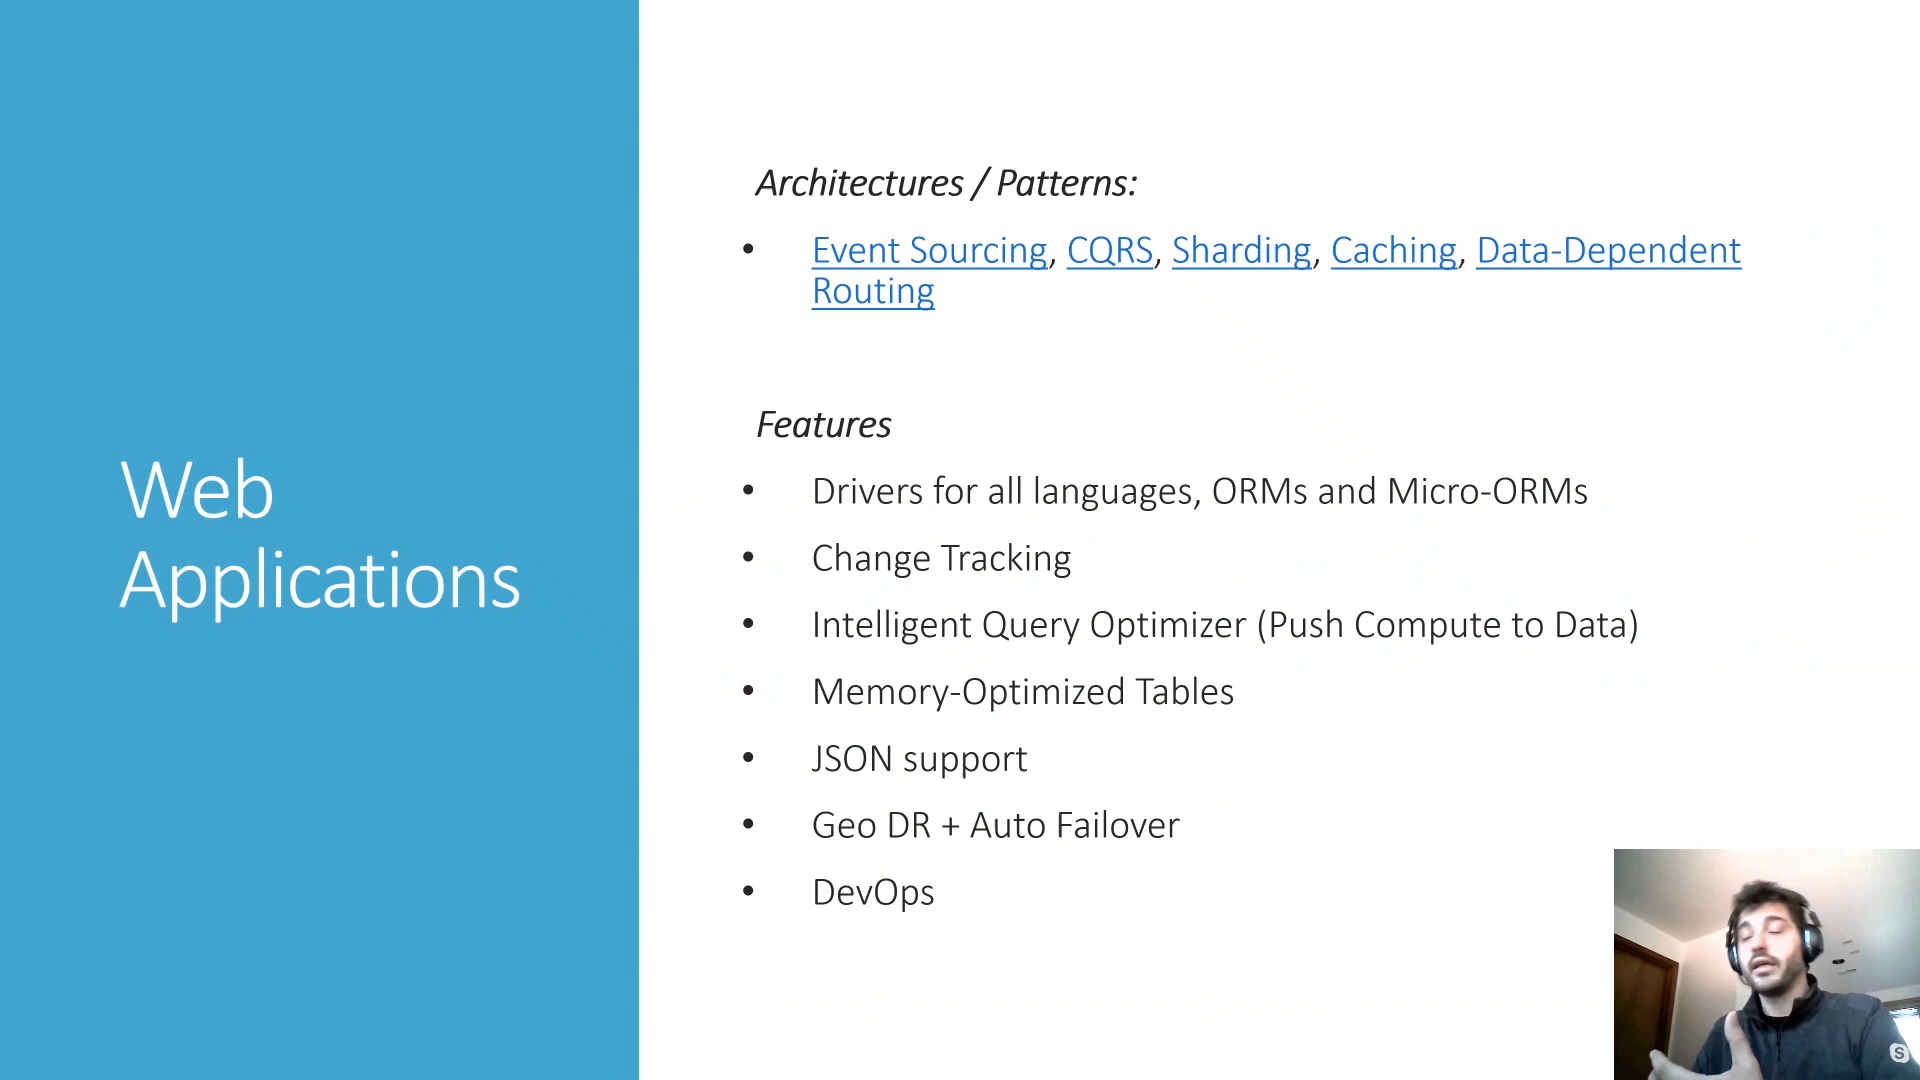 Web
Applications
Architectures / Patterns:
• Event Sourcing, CQRS, Sharding, Caching, Data-Dependent
Routing
Features
• Drivers for all languages, ORMs and Micro-ORMs
• Change Tracking
• Intelligent Query Optimizer (Push Compute to Data)
• Memory-Optimized Tables
• JSON support
• Geo DR + Auto Failover
• DevOps